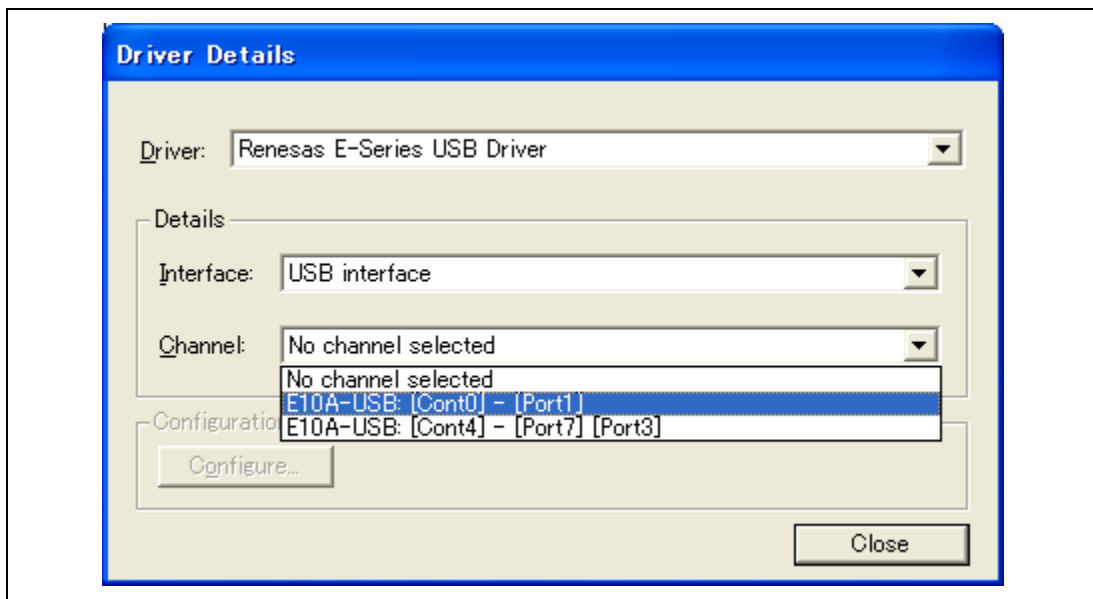 Driver Details
Driver: Renesas E-Series USB Driver
Details
Interface: USB interface
Channel: No channel selected
No channel selected
E10A-USB: [Cont0] - [Port1]
E10A-USB: [Cont4] - [Port7] [Port3]
Configuration
Configure...
Close